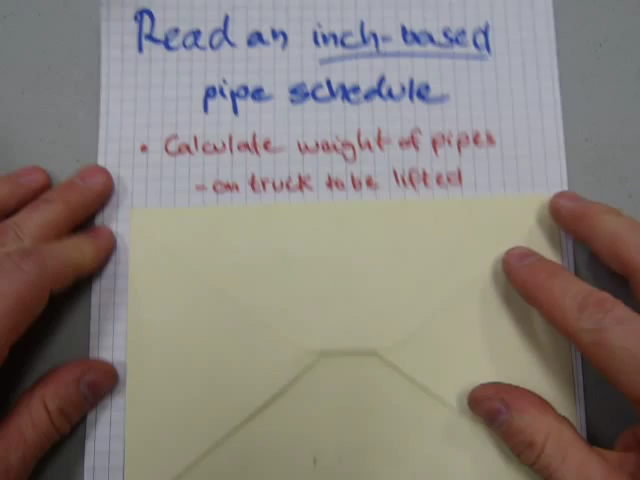 Read an inch-based
pipe schedule
• Calculate weight of pipes
- on truck to be lifted